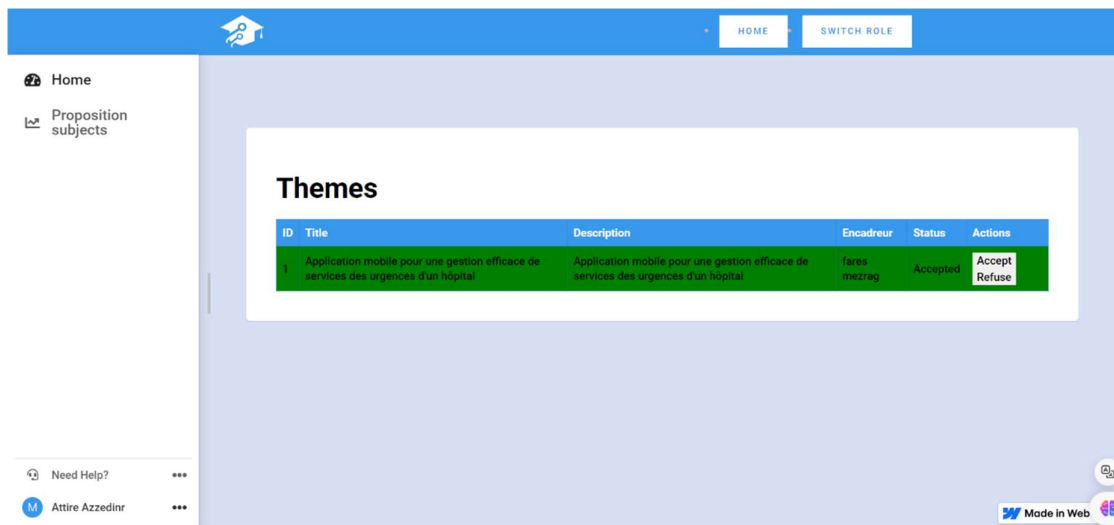 HOME
SWITCH ROLE
Home
Proposition
subjects
Themes
ID Title Description Encadreur Status Actions
1 Application mobile pour une gestion efficace de services des urgences d'un hôpital Application mobile pour une gestion efficace de services des urgences d'un hôpital fares mezrag Accepted Accept Refuse
Need Help?
M Attire Azzedinr
Made in Web